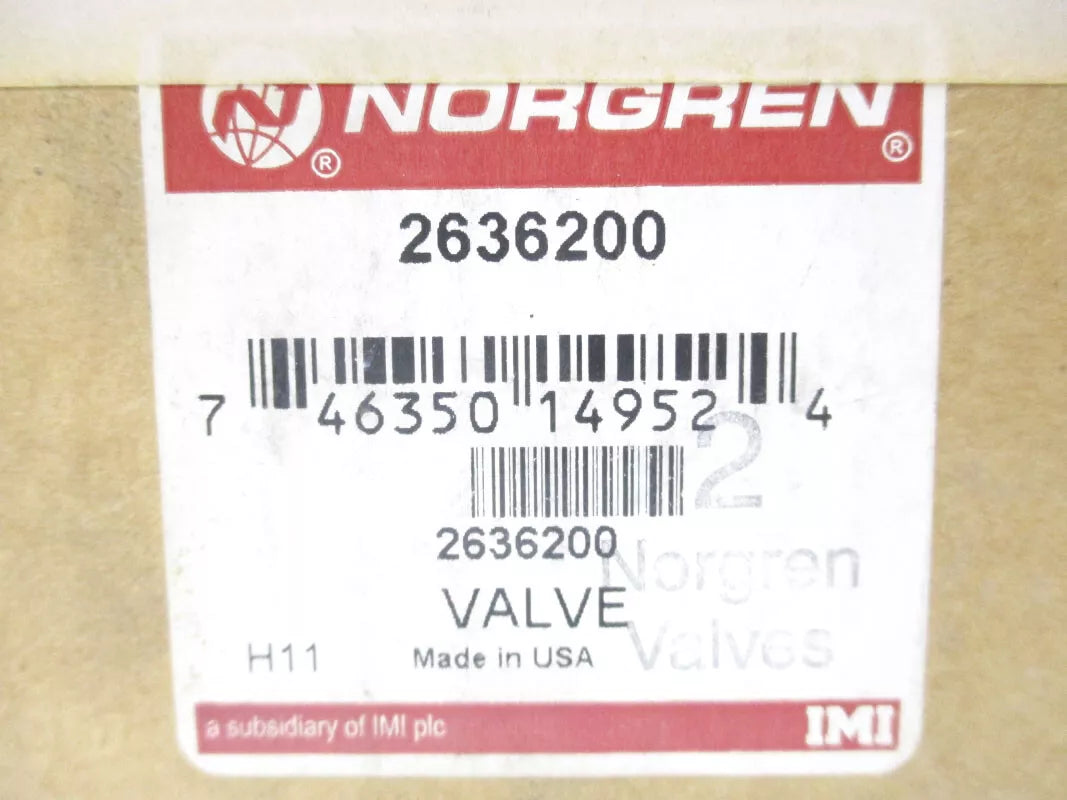 N ® NORGREN ®
2636200
7 46350 14952 4
2
2636200
Norgren
VALVE
Valves
H11 Made in USA
a subsidiary of IMI plc IMI